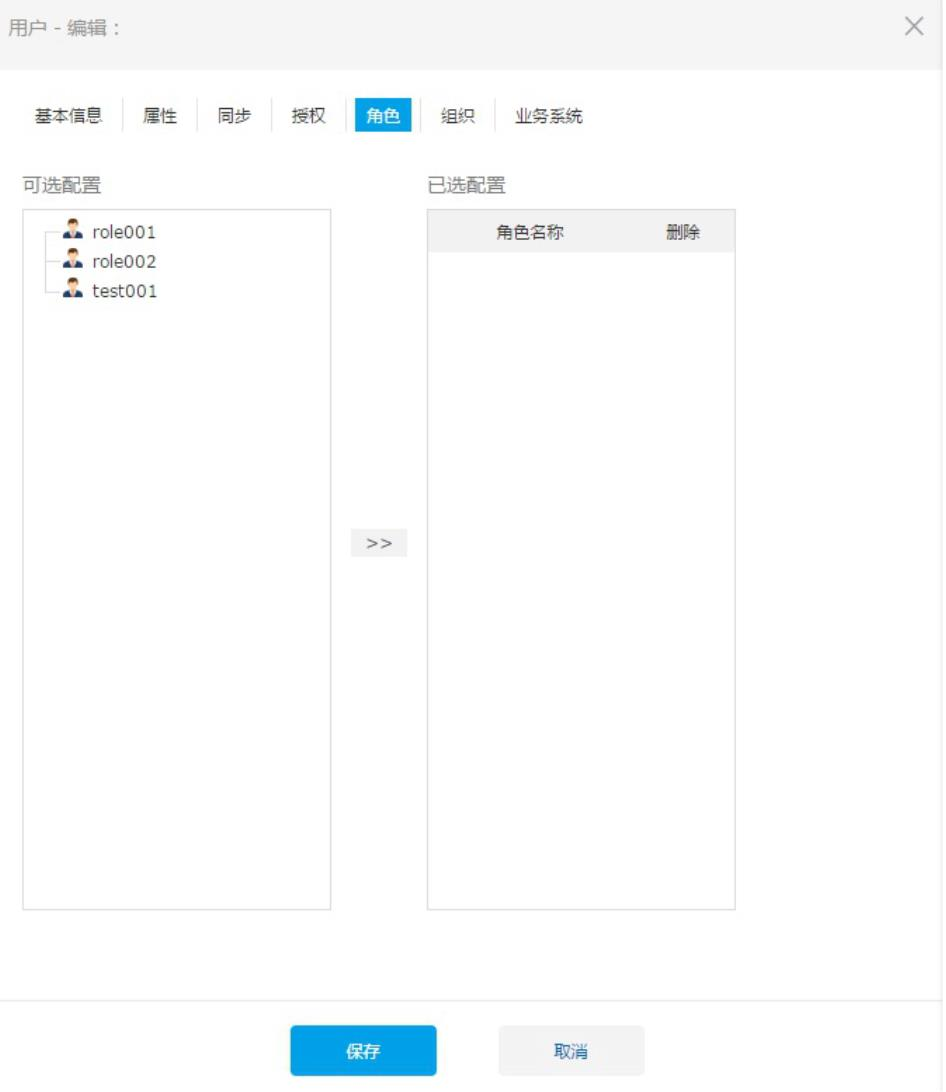 用户 - 编辑：
基本信息 属性 同步 授权 角色 组织 业务系统
可选配置 已选配置
role001 角色名称 删除
role002
test001
>>
保存 取消